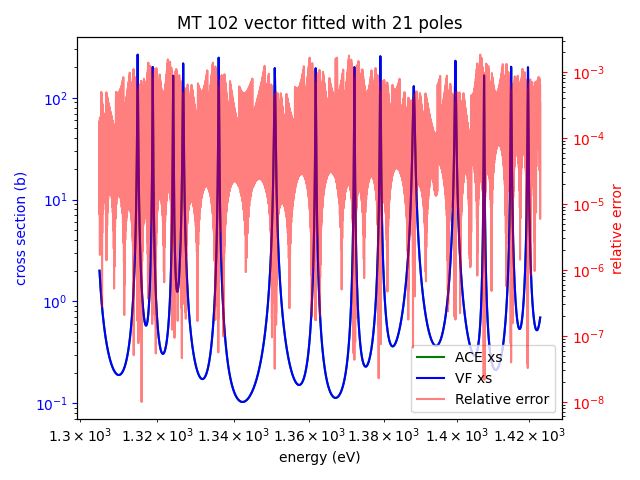 MT 102 vector fitted with 21 poles
cross section (b)
10²
10¹
10⁰
10⁻¹
10⁻³
10⁻⁴
10⁻⁵
10⁻⁶
10⁻⁷
10⁻⁸
relative error
ACE xs
VF xs
Relative error
1.3 × 10³ 1.32 × 10³ 1.34 × 10³ 1.36 × 10³ 1.38 × 10³ 1.4 × 10³ 1.42 × 10³
energy (eV)